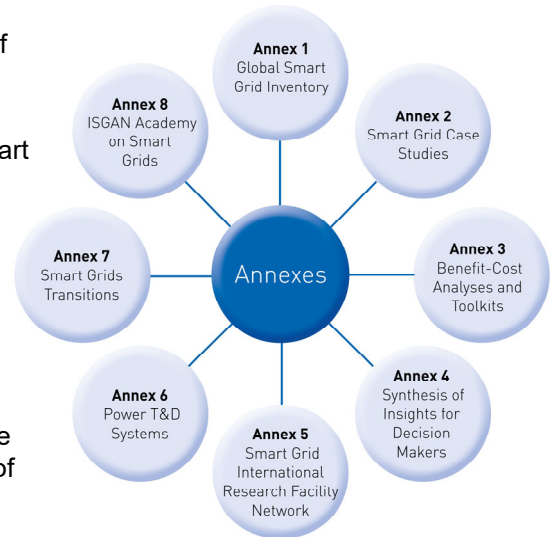 f
art
e
of
Annex 1
Global Smart
Grid Inventory
Annex 2
Smart Grid Case
Studies
Annex 3
Benefit-Cost
Analyses and
Toolkits
Annex 4
Synthesis of
Insights for
Decision
Makers
Annex 5
Smart Grid
International
Research Facility
Network
Annex 6
Power T&D
Systems
Annex 7
Smart Grids
Transitions
Annex 8
ISGAN Academy
on Smart
Grids
Annexes